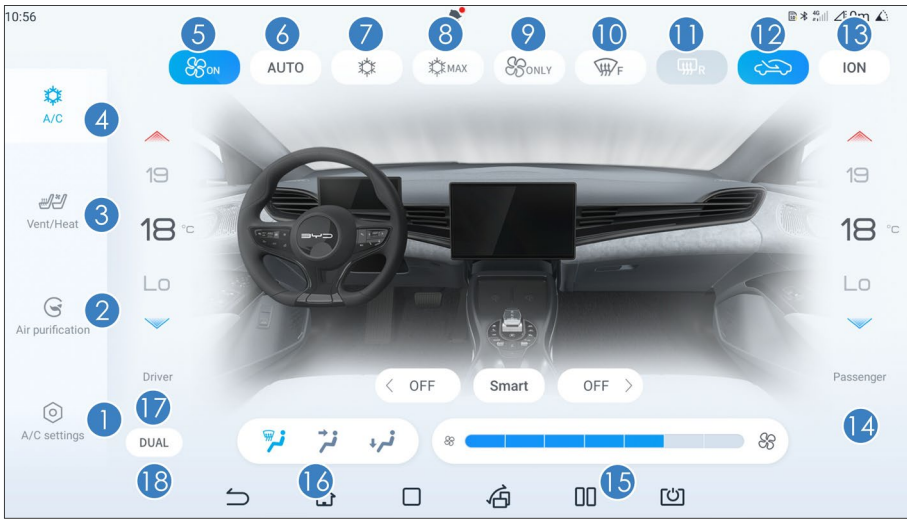 10:56
4G
5 6 7 8 9 10 11 12 13
ON AUTO MAX ONLY F R ION
A/C 4
19 19
Vent/Heat 3
18 °C 18 °C
BYD
Lo Lo
2
Air purification
Driver Passenger
OFF Smart OFF
1
A/C settings
17 14
DUAL
18 16 15